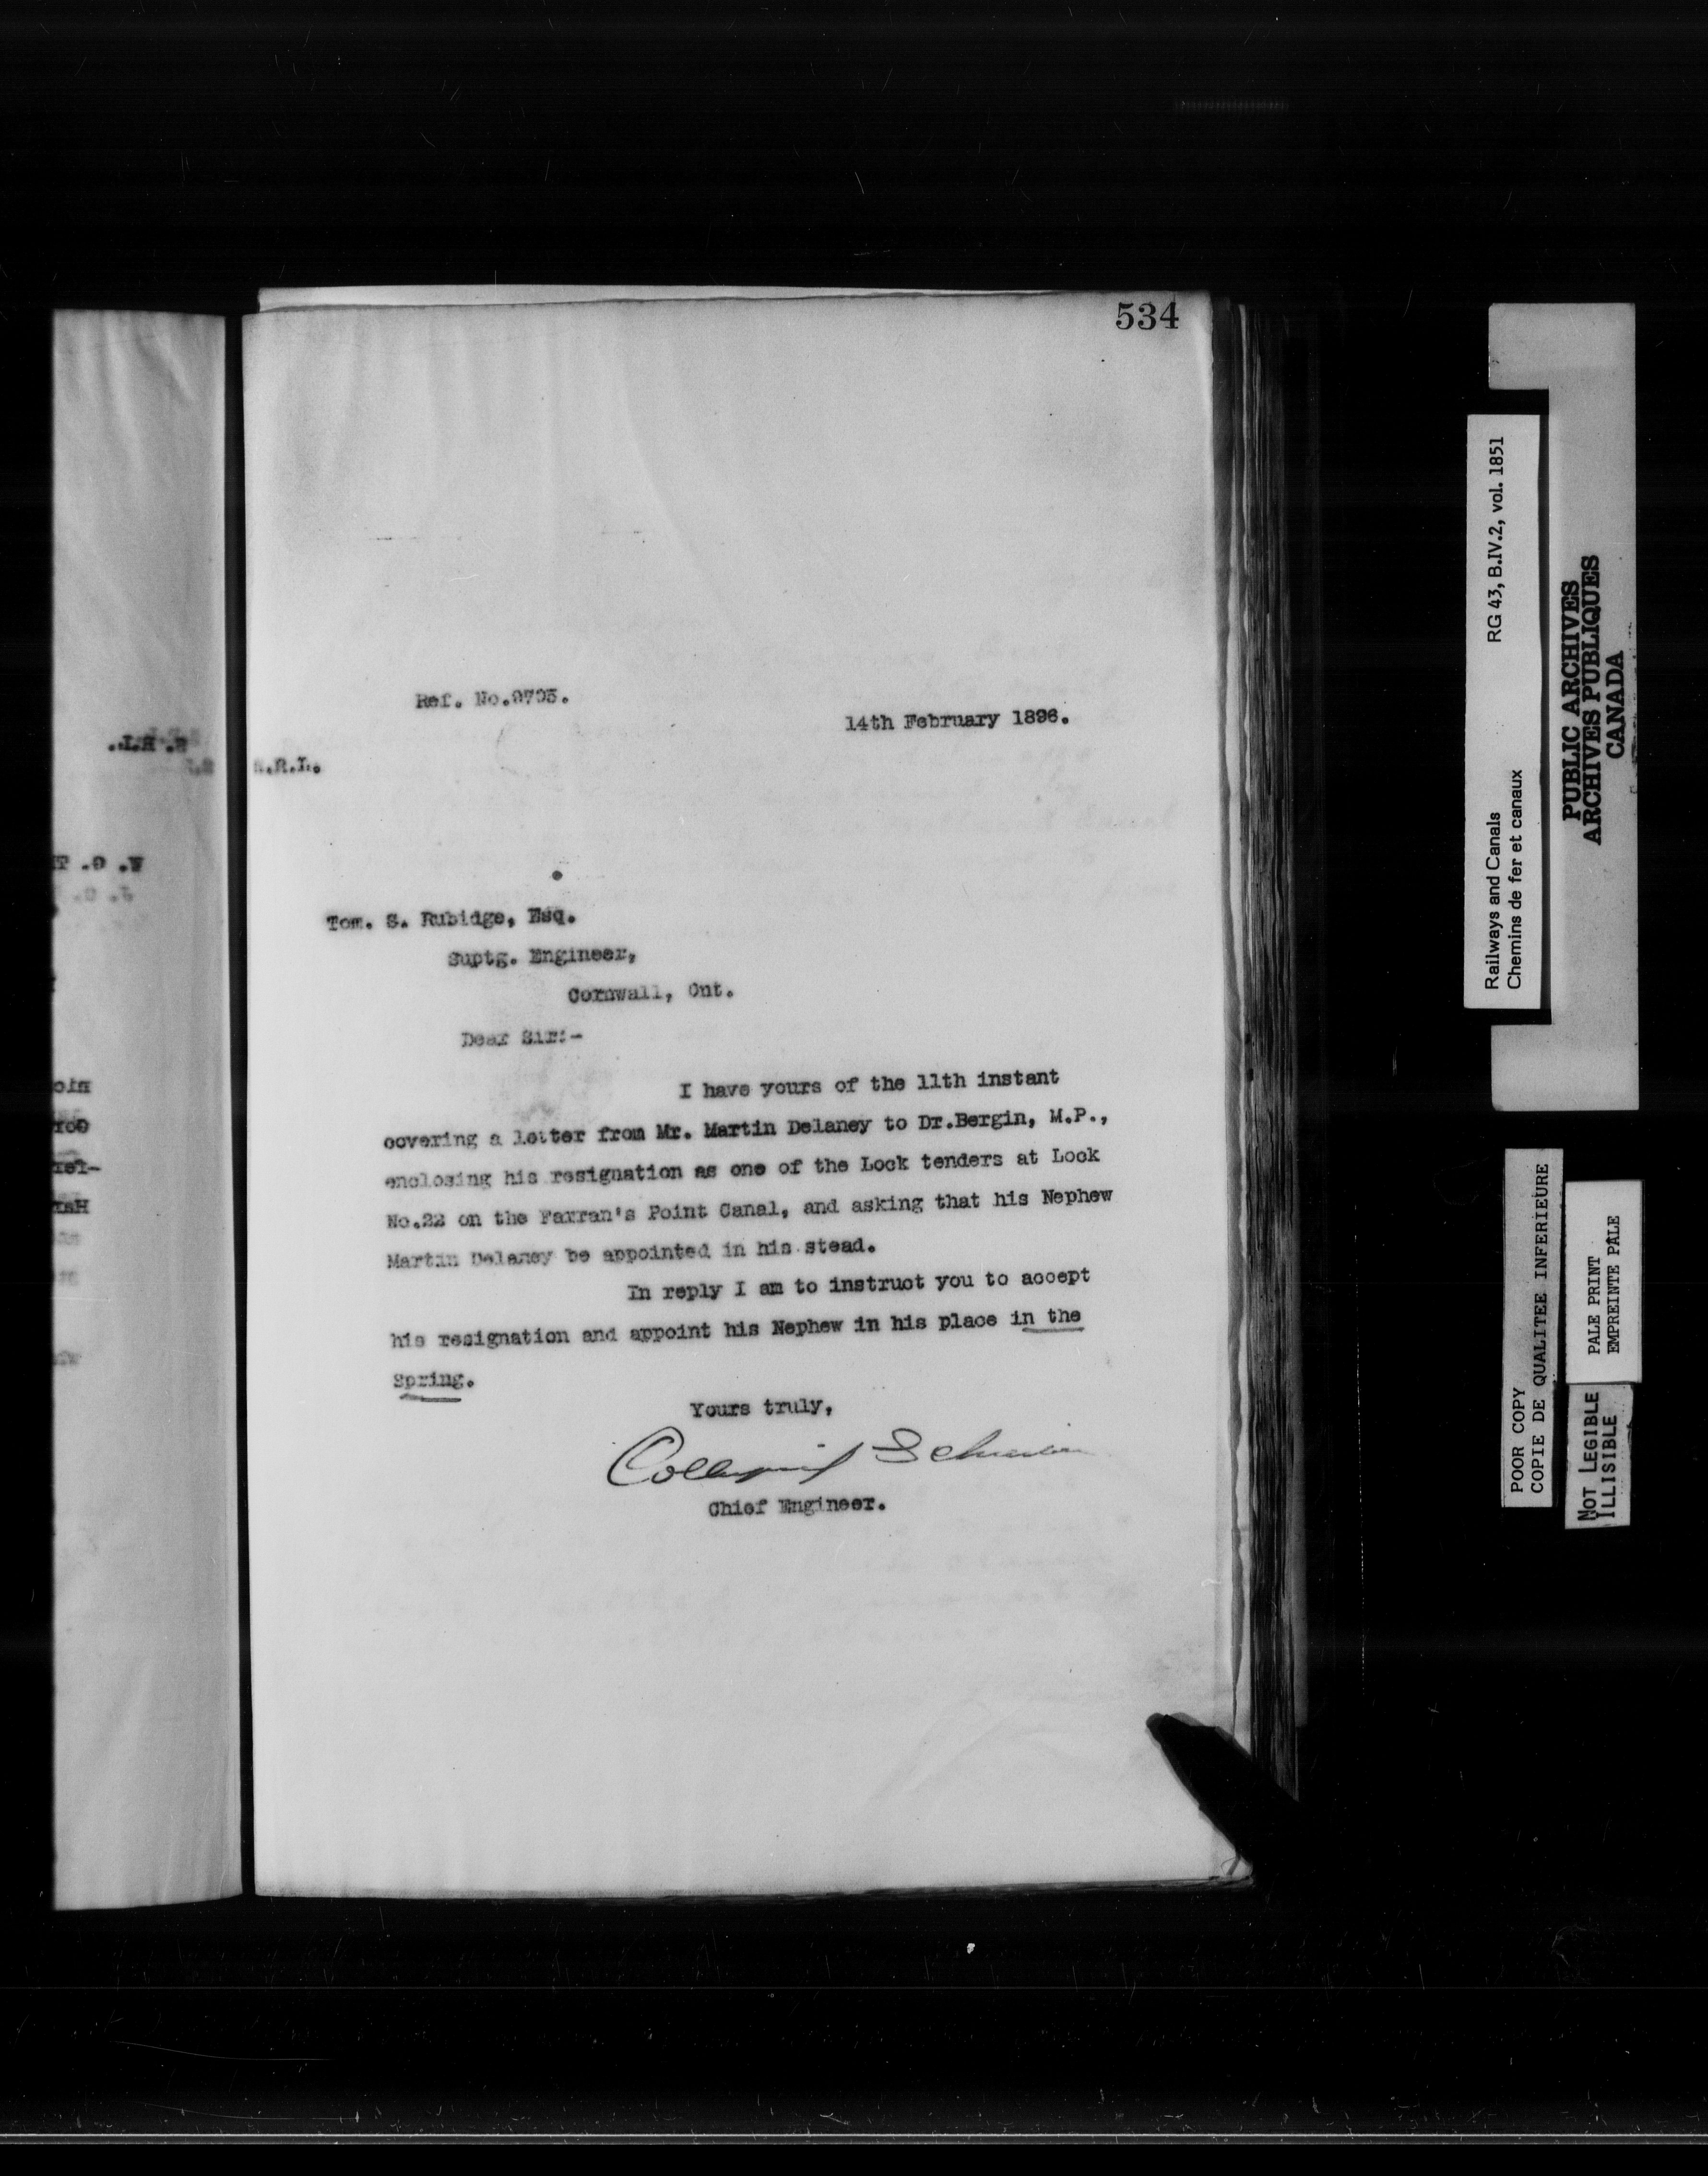 534
Ref. No.9703.
14th February 1896.
.R.L.
Tom. S. Rubidge, Esq.
Suptg. Engineer,
Cornwall, Ont.
Dear Sir:-
I have yours of the 11th instant
covering a letter from Mr. Martin Delaney to Dr.Bergin, M.P.,
enclosing his resignation as one of the Lock tenders at Lock
No.22 on the Farran's Point Canal, and asking that his Nephew
Martin Delaney be appointed in his stead.
In reply I am to instruct you to accept
his resignation and appoint his Nephew in his place in the
Spring.
Yours truly,
Collingwood Schreiber
Chief Engineer.
Railways and Canals RG 43, B.IV.2, vol. 1851
Chemins de fer et canaux
PUBLIC ARCHIVES
ARCHIVES PUBLIQUES
CANADA
POOR COPY
COPIE DE QUALITEE INFERIEURE
PALE PRINT
EMPREINTE PÂLE
NOT LEGIBLE
ILLISIBLE